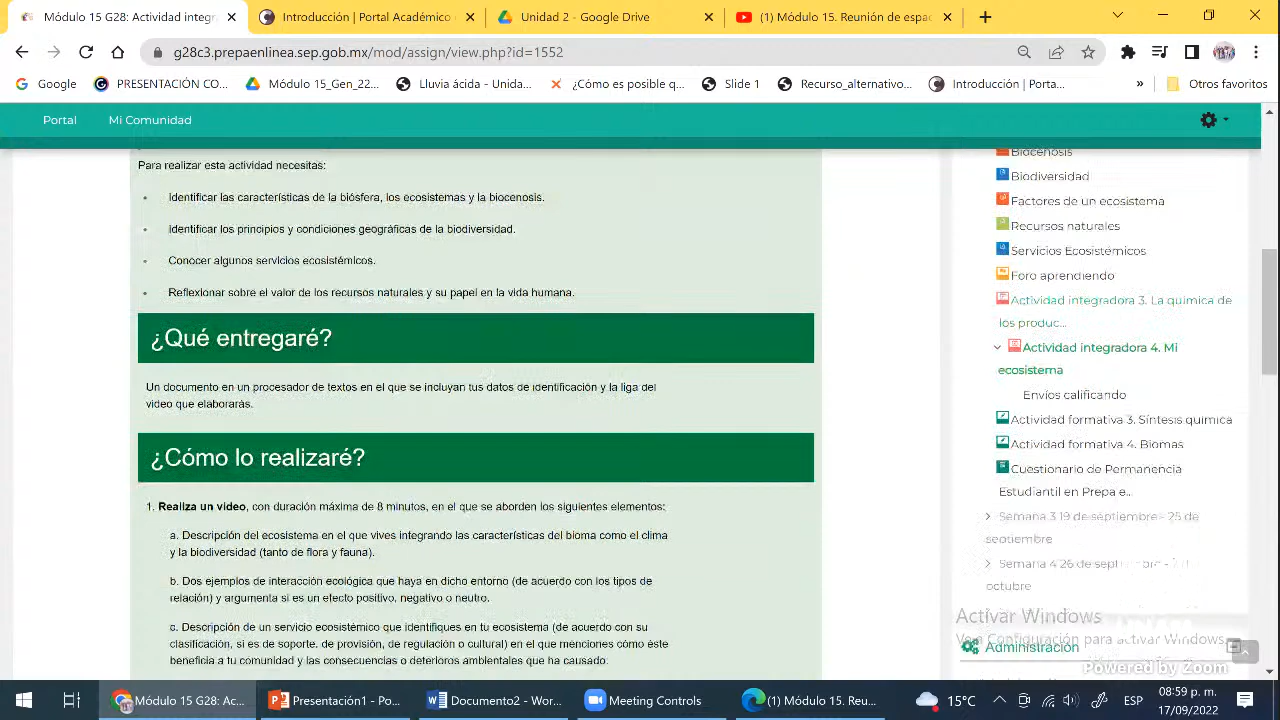 Módulo 15 G28: Actividad integr
Introducción | Portal Académico
Unidad 2 - Google Drive
(1) Módulo 15. Reunión de espac
g28c3.prepaenlinea.sep.gob.mx/mod/assign/view.php?id=1552
Google
PRESENTACIÓN CO...
Módulo 15_Gen_22...
Lluvia ácida - Unida...
¿Cómo es posible q...
Slide 1
Recurso_alternativo...
Introducción | Porta...
»
Otros favoritos
Portal
Mi Comunidad
Para realizar esta actividad necesitas:
Identificar las características de la biósfera, los ecosistemas y la biocenosis.
Identificar los principios y condiciones geográficas de la biodiversidad.
Conocer algunos servicios ecosistémicos.
Reflexionar sobre el valor de los recursos naturales y su papel en la vida humana.
¿Qué entregaré?
Un documento en un procesador de textos en el que se incluyan tus datos de identificación y la liga del
video que elaborarás.
¿Cómo lo realizaré?
1. Realiza un video, con duración máxima de 8 minutos, en el que se aborden los siguientes elementos:
a. Descripción del ecosistema en el que vives integrando las características del bioma como el clima
y la biodiversidad (tanto de flora y fauna).
b. Dos ejemplos de interacción ecológica que haya en dicho entorno (de acuerdo con los tipos de
relación) y argumenta si es un efecto positivo, negativo o neutro.
c. Descripción de un servicio ecosistémico que identifiques en tu ecosistema (de acuerdo con su
clasificación, si es de soporte, de provisión, de regulación o cultural) en el que menciones cómo éste
beneficia a tu comunidad y las consecuencias o deterioros ambientales que ha causado.
Biocenosis
Biodiversidad
Factores de un ecosistema
Recursos naturales
Servicios Ecosistémicos
Foro aprendiendo
Actividad integradora 3. La química de
los produc...
Actividad integradora 4. Mi
ecosistema
Envíos calificando
Actividad formativa 3. Síntesis química
Actividad formativa 4. Biomas
Cuestionario de Permanencia
Estudiantil en Prepa e...
Semana 3 19 de septiembre - 25 de
septiembre
Semana 4 26 de septiembre -
octubre
Activar Windows
Ve a Configuración para activar Windows.
Administración
Powered by Zoom
Módulo 15 G28: Ac...
Presentación1 - Po...
Documento2 - Wor...
Meeting Controls
(1) Módulo 15. Reu...
15°C
ESP
08:59 p. m.
17/09/2022